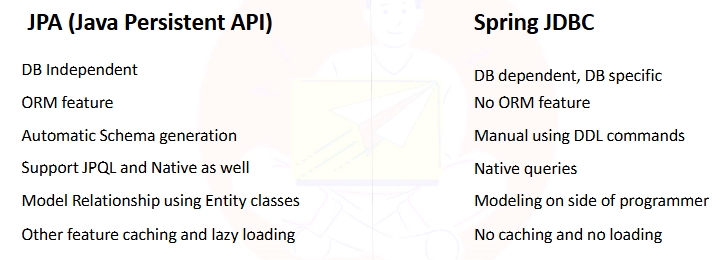 JPA (Java Persistent API)
Spring JDBC
DB Independent
DB dependent, DB specific
ORM feature
No ORM feature
Automatic Schema generation
Manual using DDL commands
Support JPQL and Native as well
Native queries
Model Relationship using Entity classes
Modeling on side of programmer
Other feature caching and lazy loading
No caching and no loading